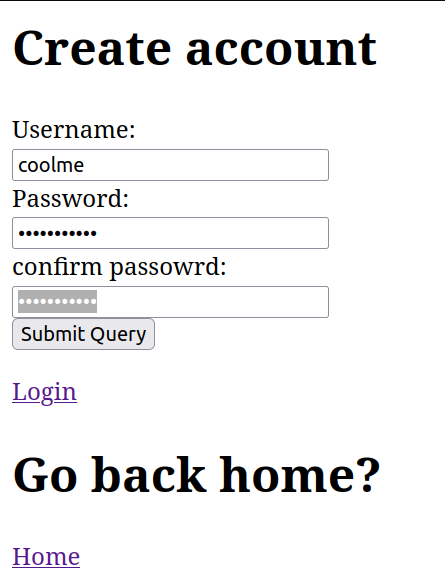 Create account
Username:
coolme
Password:
•••••••••••
confirm passowrd:
•••••••••••
Submit Query
Login
Go back home?
Home